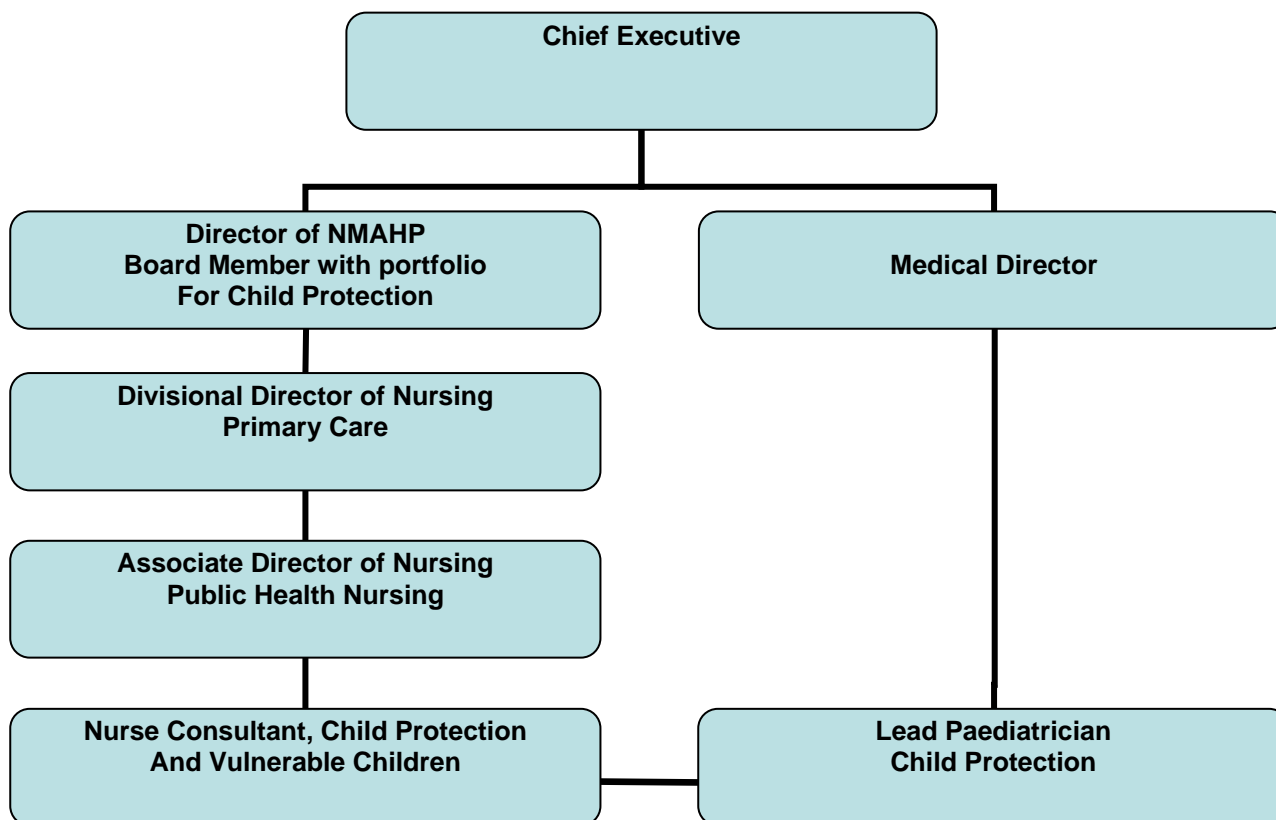 Chief Executive
Director of NMAHP
Board Member with portfolio
For Child Protection
Medical Director
Divisional Director of Nursing
Primary Care
Associate Director of Nursing
Public Health Nursing
Nurse Consultant, Child Protection
And Vulnerable Children
Lead Paediatrician
Child Protection